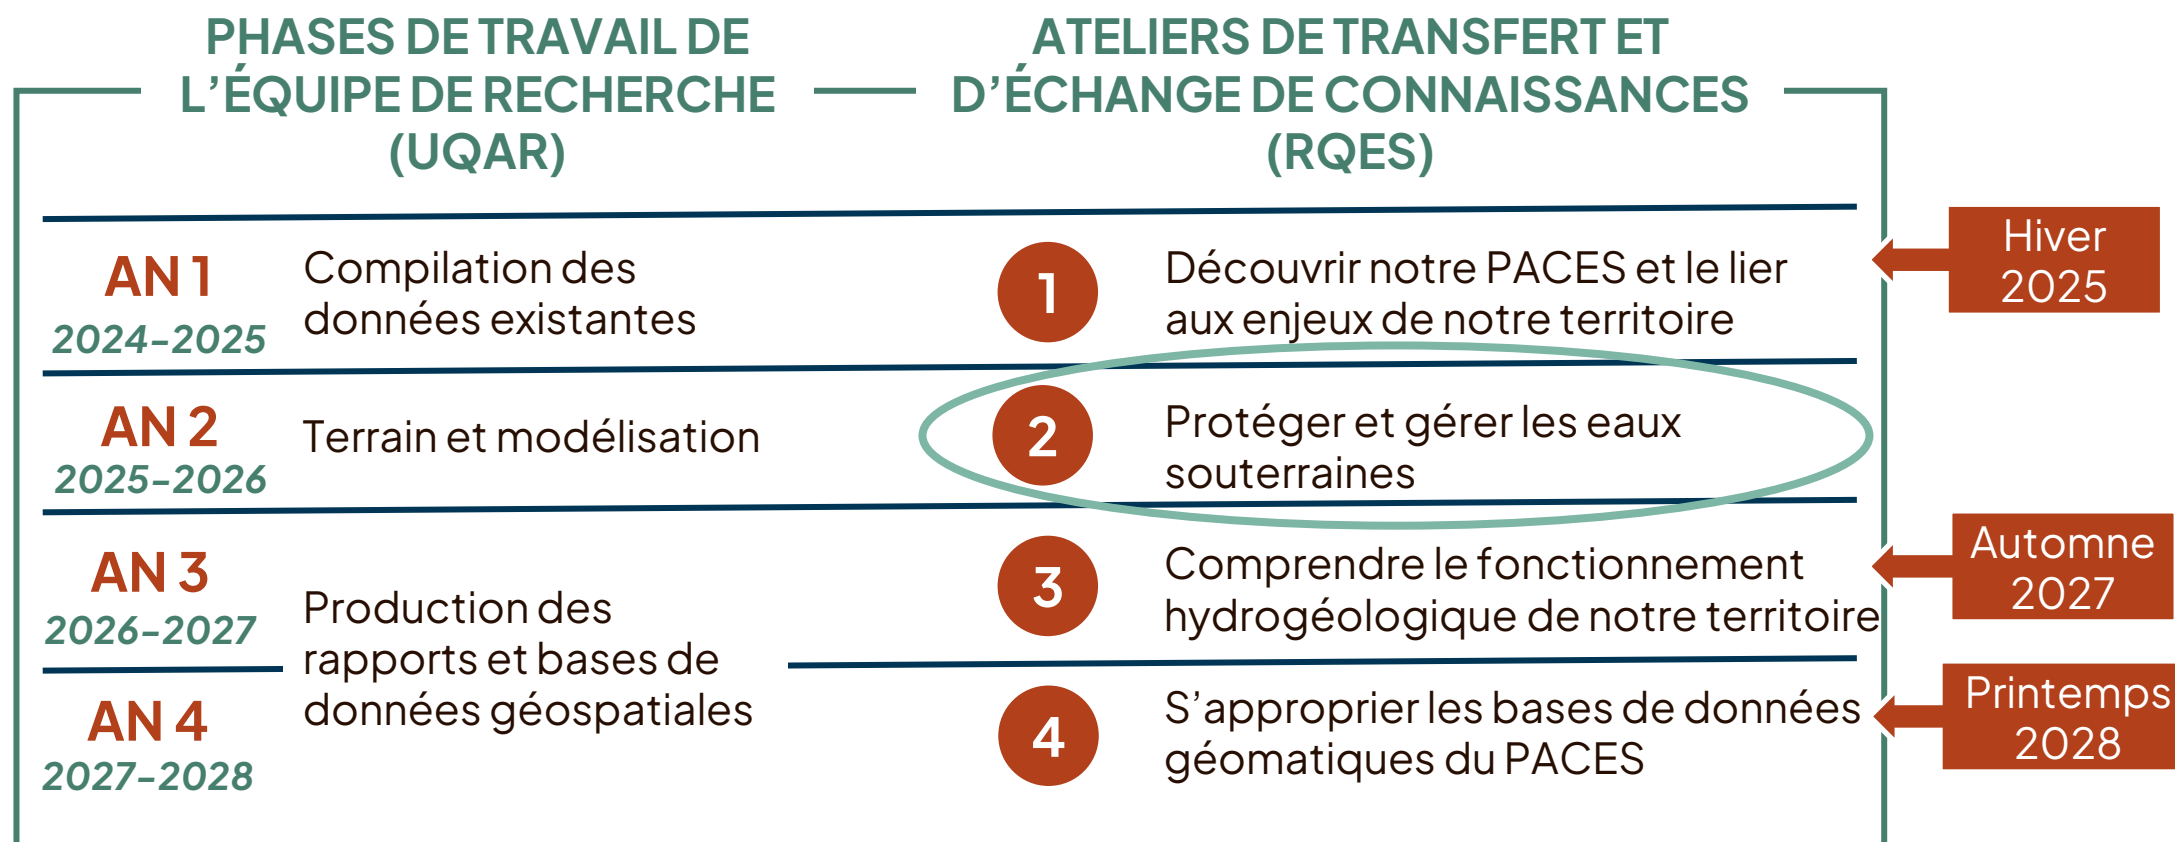 PHASES DE TRAVAIL DE
L'ÉQUIPE DE RECHERCHE
(UQAR)
ATELIERS DE TRANSFERT ET
D'ÉCHANGE DE CONNAISSANCES
(RQES)
AN 1
2024-2025
Compilation des
données existantes
1
Découvrir notre PACES et le lier
aux enjeux de notre territoire
Hiver
2025
AN 2
2025-2026
Terrain et modélisation
2
Protéger et gérer les eaux
souterraines
AN 3
2026-2027
Production des
rapports et bases de
données géospatiales
3
Comprendre le fonctionnement
hydrogéologique de notre territoire
Automne
2027
AN 4
2027-2028
4
S'approprier les bases de données
géomatiques du PACES
Printemps
2028